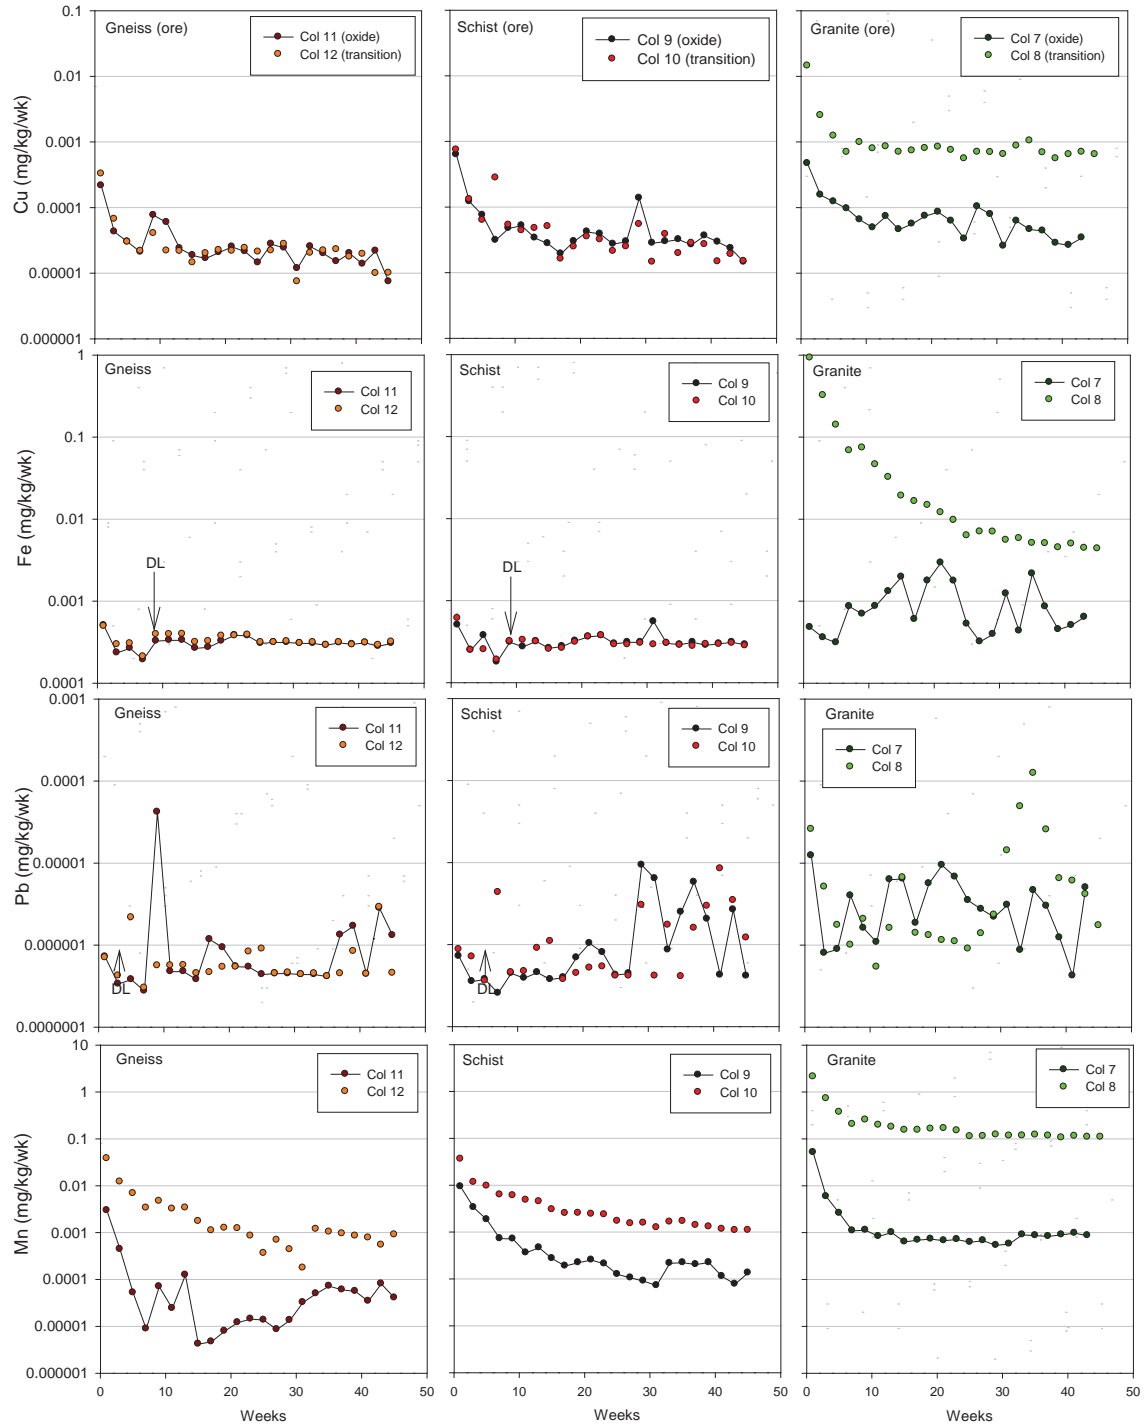 Gneiss (ore)
Col 11 (oxide)
Col 12 (transition)
Schist (ore)
Col 9 (oxide)
Col 10 (transition)
Granite (ore)
Col 7 (oxide)
Col 8 (transition)
Cu (mg/kg/wk)
0.1
0.01
0.001
0.0001
0.00001
0.000001
Gneiss
Col 11
Col 12
DL
Schist
Col 9
Col 10
DL
Granite
Col 7
Col 8
Fe (mg/kg/wk)
1
0.1
0.01
0.001
0.0001
Gneiss
Col 11
Col 12
DL
Schist
Col 9
Col 10
DL
Granite
Col 7
Col 8
Pb (mg/kg/wk)
0.001
0.0001
0.00001
0.000001
0.0000001
Gneiss
Col 11
Col 12
Schist
Col 9
Col 10
Granite
Col 7
Col 8
Mn (mg/kg/wk)
10
1
0.1
0.01
0.001
0.0001
0.00001
0.000001
0 10 20 30 40 50
0 10 20 30 40 50
0 10 20 30 40 50
Weeks
Weeks
Weeks